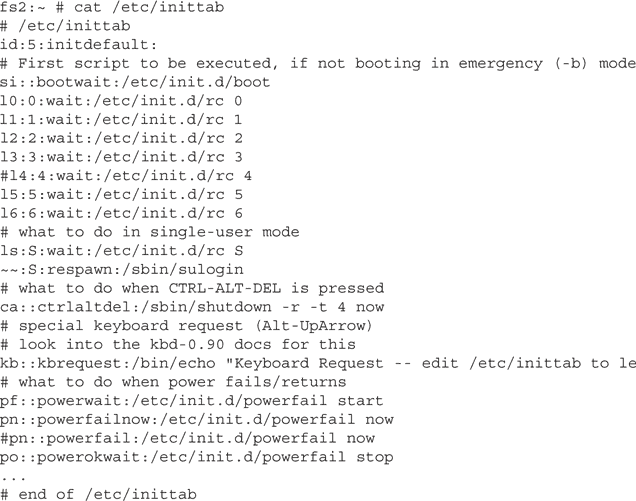 fs2:~ # cat /etc/inittab
# /etc/inittab
id:5:initdefault:
# First script to be executed, if not booting in emergency (-b) mode
si::bootwait:/etc/init.d/boot
l0:0:wait:/etc/init.d/rc 0
l1:1:wait:/etc/init.d/rc 1
l2:2:wait:/etc/init.d/rc 2
l3:3:wait:/etc/init.d/rc 3
#l4:4:wait:/etc/init.d/rc 4
l5:5:wait:/etc/init.d/rc 5
l6:6:wait:/etc/init.d/rc 6
# what to do in single-user mode
ls:S:wait:/etc/init.d/rc S
~~:S:respawn:/sbin/sulogin
# what to do when CTRL-ALT-DEL is pressed
ca::ctrlaltdel:/sbin/shutdown -r -t 4 now
# special keyboard request (Alt-UpArrow)
# look into the kbd-0.90 docs for this
kb::kbrequest:/bin/echo "Keyboard Request -- edit /etc/inittab to le
# what to do when power fails/returns
pf::powerwait:/etc/init.d/powerfail start
pn::powerfailnow:/etc/init.d/powerfail now
#pn::powerfail:/etc/init.d/powerfail now
po::powerokwait:/etc/init.d/powerfail stop
...
# end of /etc/inittab